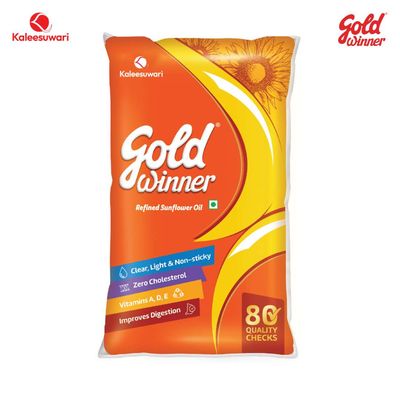 Kaleesuwari
Gold
Winner
Kaleesuwari
Gold
Winner
Refined Sunflower Oil
Clear, Light & Non-sticky
Zero Cholesterol
Vitamins A, D, E
Improves Digestion
80
QUALITY
CHECKS